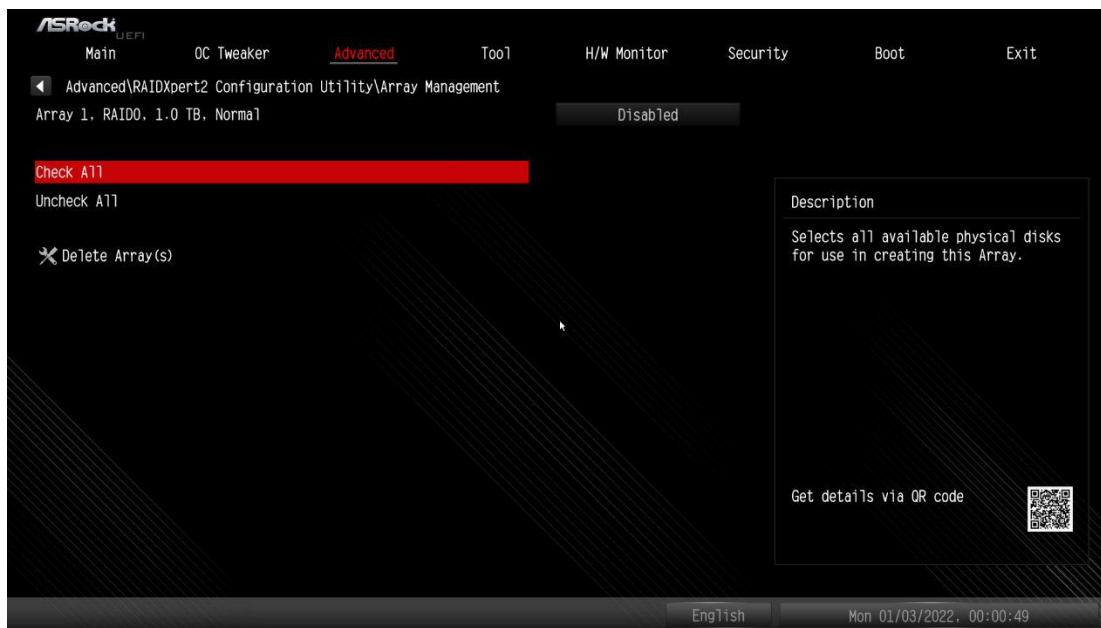 ASRock UEFI
Main OC Tweaker Advanced Tool H/W Monitor Security Boot Exit
Advanced\RAIDXpert2 Configuration Utility\Array Management
Array 1, RAID0, 1.0 TB, Normal Disabled
Check All
Uncheck All
Delete Array(s)
Description
Selects all available physical disks
for use in creating this Array.
Get details via QR code
English Mon 01/03/2022, 00:00:49